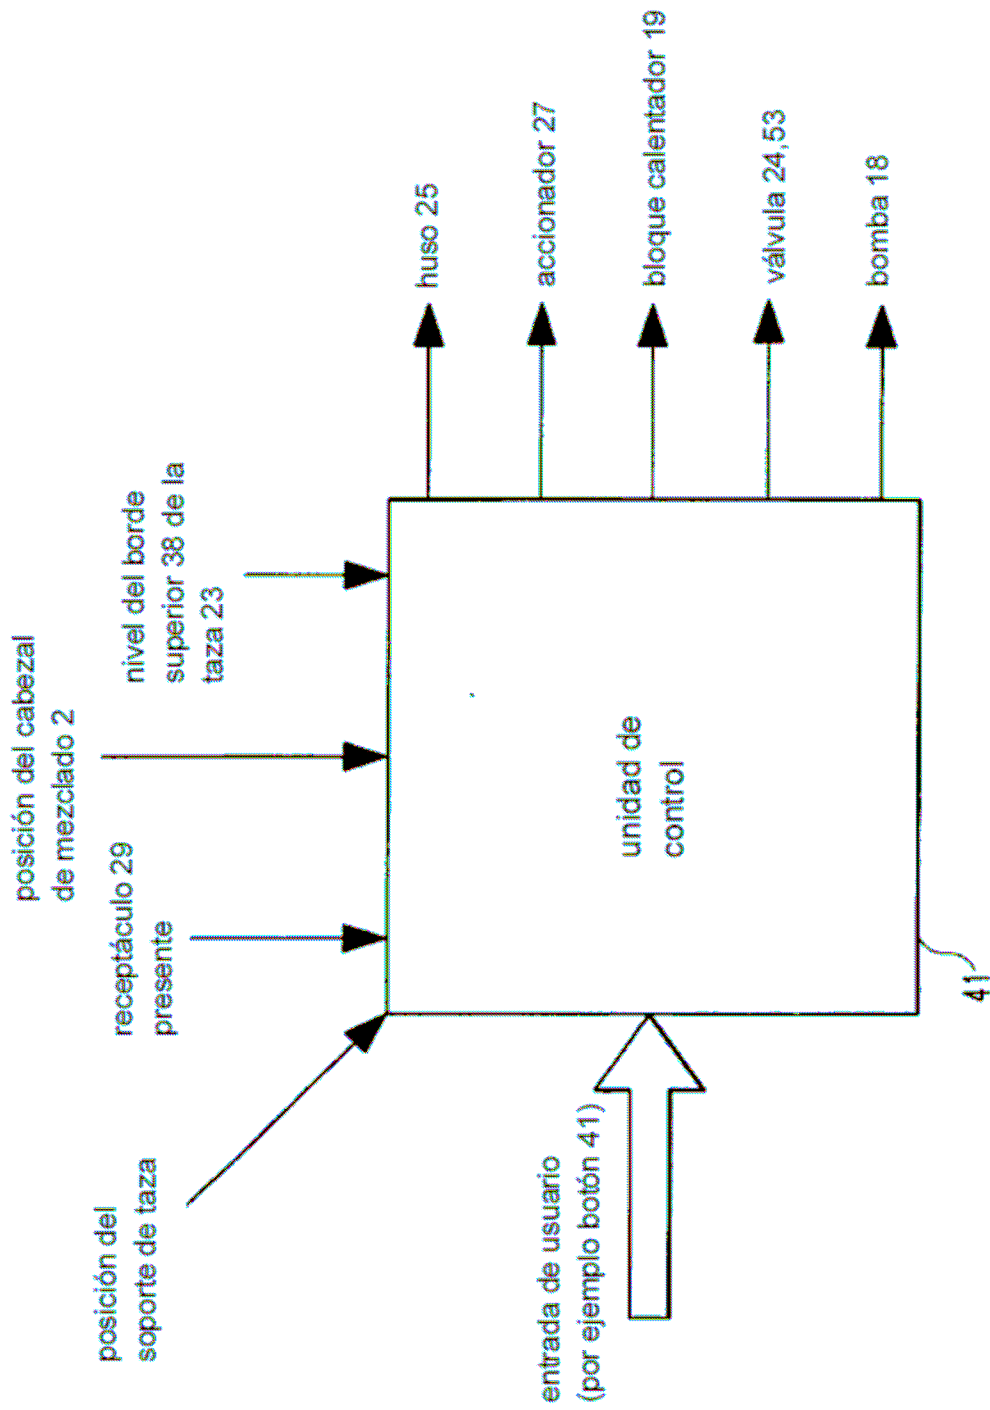 posición del
soporte de taza
receptáculo 29
presente
posición del cabezal
de mezclado 2
nivel del borde
superior 38 de la
taza 23
entrada de usuario
(por ejemplo botón 41)
unidad de
control
41
huso 25
accionador 27
bloque calentador 19
válvula 24,53
bomba 18